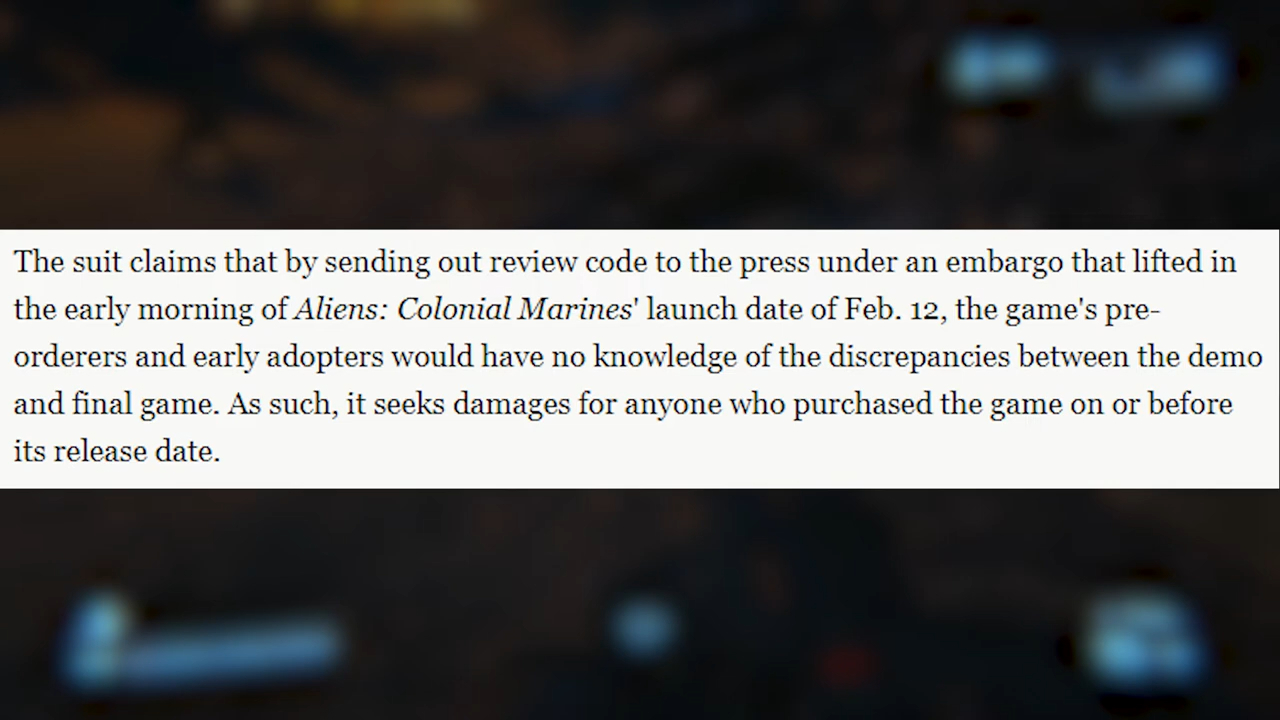 The suit claims that by sending out review code to the press under an embargo that lifted in
the early morning of Aliens: Colonial Marines' launch date of Feb. 12, the game's pre-
orderers and early adopters would have no knowledge of the discrepancies between the demo
and final game. As such, it seeks damages for anyone who purchased the game on or before
its release date.